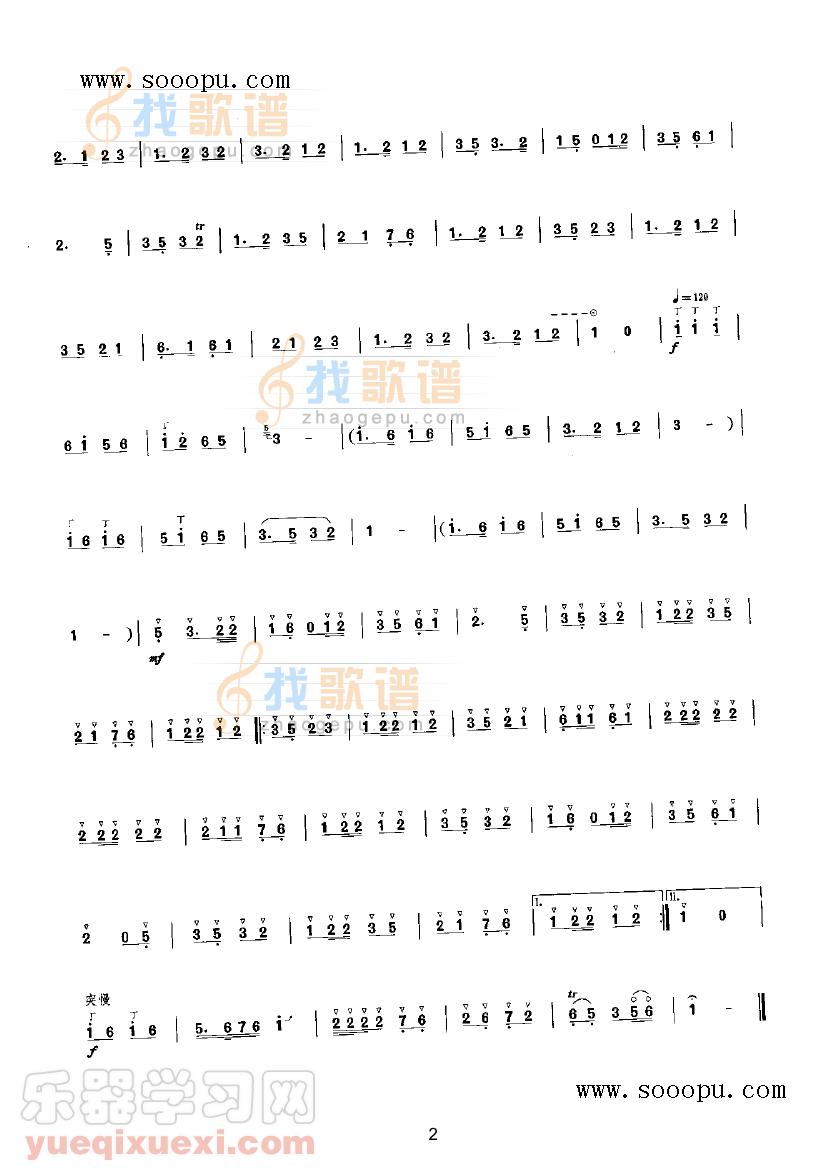 www.sooopu.com
找歌谱
zhaogepu.com
2. 1 2 3 | 1. 2 3 2 | 3. 2 1 2 | 1. 2 1 2 | 3 5 3. 2 | 1 5 0 1 2 | 3 5 6 1 |
tr
2. 5 | 3 5 3 2 | 1. 2 3 5 | 2 1 7 6 | 1. 2 1 2 | 3 5 2 3 | 1. 2 1 2 |
♩=120
3 5 2 1 | 6. 1 6 1 | 2 1 2 3 | 1. 2 3 2 | 3. 2 1 2 | 1 0 | i i i |
f
找歌谱
zhaogepu.com
6 i 5 6 | i 2 6 5 | 5 3 - | (i. 6 i 6 | 5 i 6 5 | 3. 2 1 2 | 3 - ) |
i 6 i 6 | 5 i 6 5 | 3. 5 3 2 | 1 - | (i. 6 i 6 | 5 i 6 5 | 3. 5 3 2 |
1 - ) | 5 3. 2 2 | 1 6 0 1 2 | 3 5 6 1 | 2. 5 | 3 5 3 2 | 1 2 2 3 5 |
mf
找歌谱
zhaogepu.com
2 1 7 6 | 1 2 2 1 2 ‖: 3 5 2 3 | 1 2 2 1 2 | 3 5 2 1 | 6 1 1 6 1 | 2 2 2 2 2 |
2 2 2 2 2 | 2 1 1 7 6 | 1 2 2 1 2 | 3 5 3 2 | 1 6 0 1 2 | 3 5 6 1 |
1. II.
2 0 5 | 3 5 3 2 | 1 2 2 3 5 | 2 1 7 6 | 1 2 2 1 2 :‖ 1 0
突慢
tr
i 6 i 6 | 5. 6 7 6 i | 2 2 2 2 7 6 | 2 6 7 2 | 6 5 3 5 6 | 1 - ‖
f
乐器学习网
yueqixuexi.com
www.sooopu.com
2